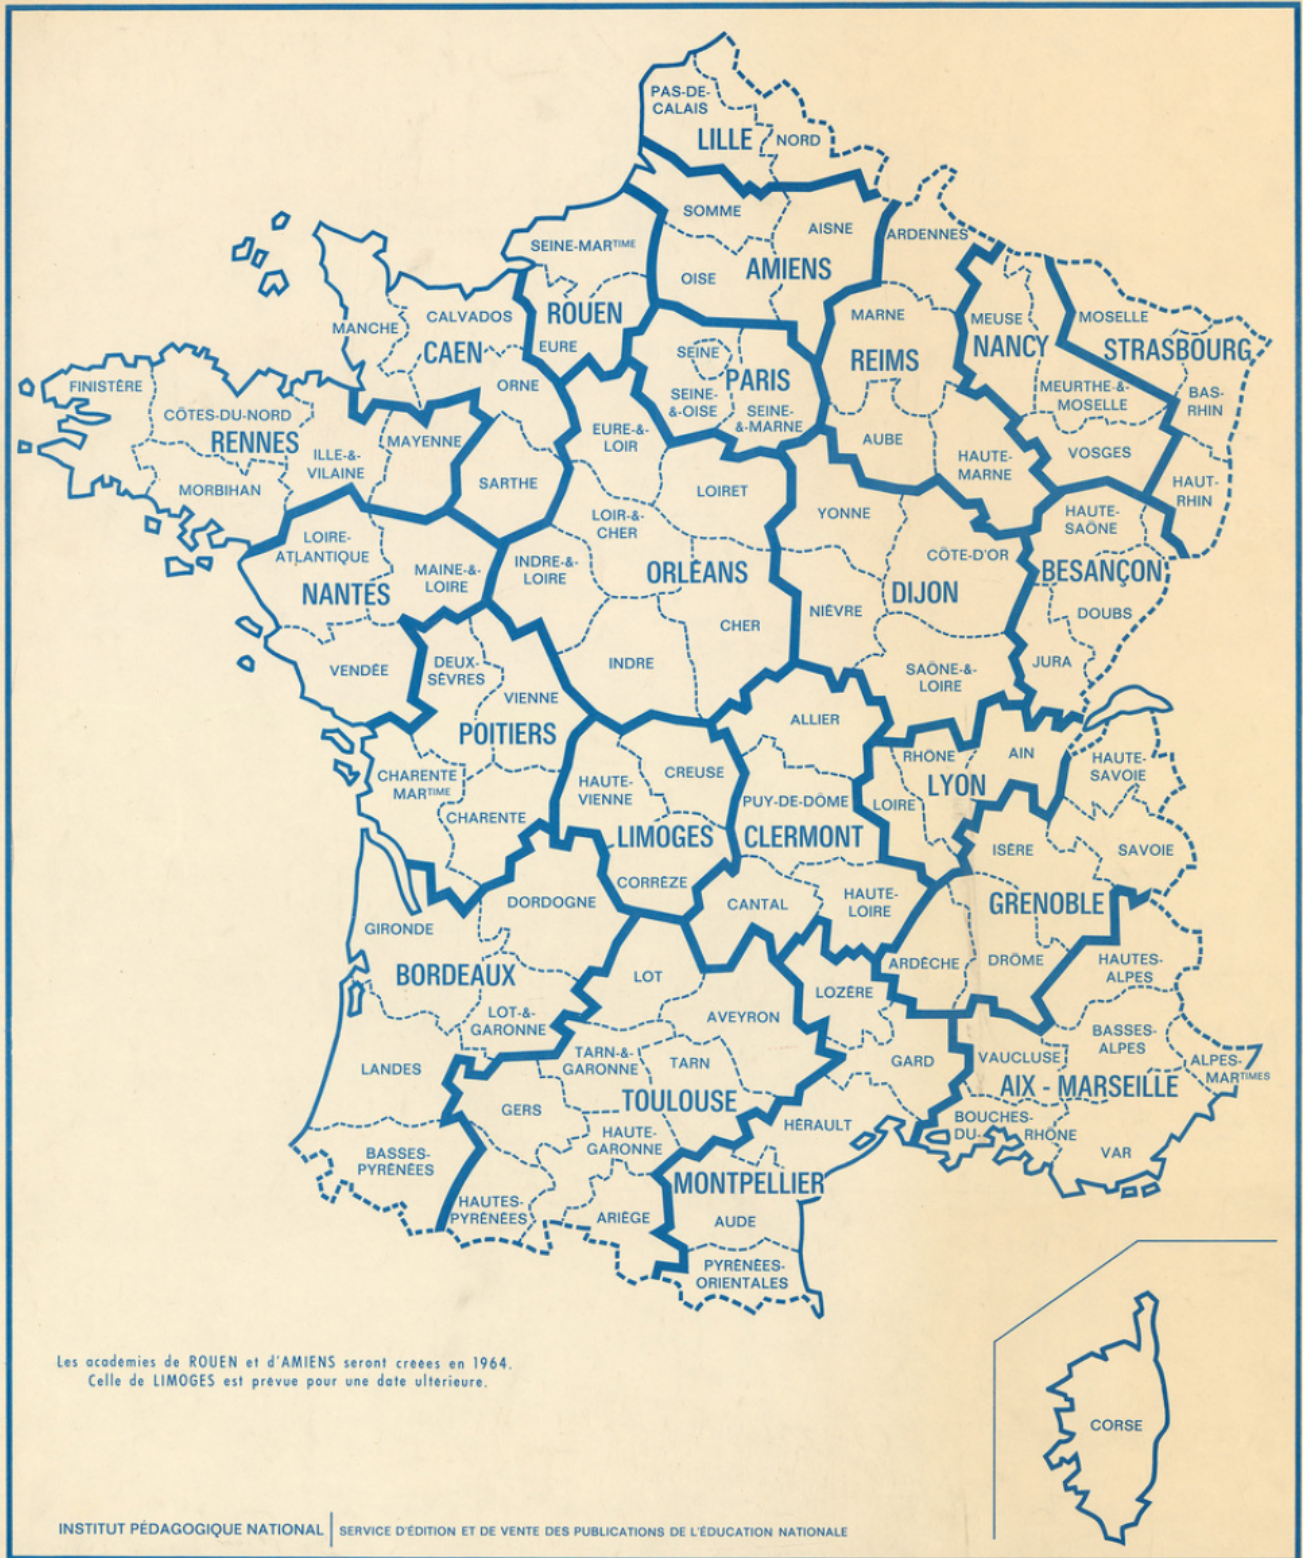 PAS-DE-
CALAIS
LILLE
NORD
SOMME
AISNE
ARDENNES
SEINE-MARTIME
OISE
AMIENS
ROUEN
MARNE
MEUSE
MOSELLE
MANCHE
CALVADOS
CAEN
EURE
SEINE
PARIS
REIMS
NANCY
STRASBOURG
FINISTÈRE
ORNE
SEINE-
&-OISE
SEINE-
&-MARNE
MEURTHE-&-
MOSELLE
BAS-
RHIN
CÔTES-DU-NORD
RENNES
MAYENNE
EURE-&-
LOIR
AUBE
HAUTE-
MARNE
VOSGES
ILLE-&-
VILAINE
MORBIHAN
SARTHE
LOIRET
HAUT-
RHIN
LOIRE-
ATLANTIQUE
LOIR-&-
CHER
YONNE
HAUTE-
SAÔNE
MAINE-&-
LOIRE
INDRE-&-
LOIRE
ORLÉANS
CÔTE-D'OR
BESANÇON
NANTES
DIJON
NIÈVRE
DOUBS
CHER
VENDÉE
DEUX-
SÈVRES
VIENNE
INDRE
SAÔNE-&-
LOIRE
JURA
POITIERS
ALLIER
RHÔNE
AIN
HAUTE-
SAVOIE
CHARENTE
MARTIME
HAUTE-
VIENNE
CREUSE
LYON
CHARENTE
PUY-DE-DÔME
LOIRE
LIMOGES
CLERMONT
ISÈRE
SAVOIE
CORRÈZE
DORDOGNE
CANTAL
HAUTE-
LOIRE
GRENOBLE
GIRONDE
ARDÈCHE
DRÔME
HAUTES-
ALPES
BORDEAUX
LOT
LOZÈRE
LOT-&-
GARONNE
AVEYRON
BASSES-
ALPES
LANDES
TARN-&-
GARONNE
TARN
GARD
VAUCLUSE
ALPES-
MARTIMES
AIX - MARSEILLE
GERS
TOULOUSE
HÉRAULT
BOUCHES-
DU-
RHÔNE
HAUTE-
GARONNE
VAR
BASSES-
PYRÉNÉES
MONTPELLIER
HAUTES-
PYRÉNÉES
ARIÈGE
AUDE
PYRÉNÉES-
ORIENTALES
CORSE
Les académies de ROUEN et d'AMIENS seront créées en 1964.
Celle de LIMOGES est prévue pour une date ultérieure.
INSTITUT PÉDAGOGIQUE NATIONAL | SERVICE D'ÉDITION ET DE VENTE DES PUBLICATIONS DE L'ÉDUCATION NATIONALE